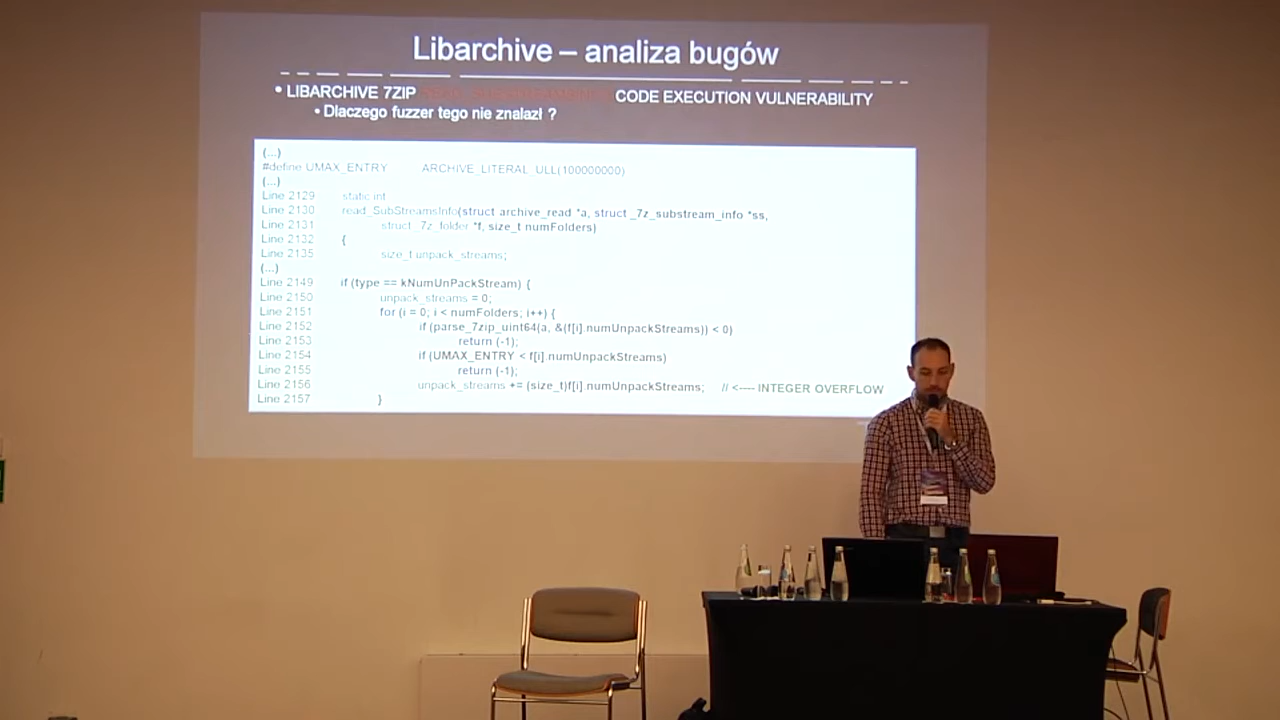 Libarchive – analiza bugów
• LIBARCHIVE 7ZIP CODE EXECUTION VULNERABILITY
• Dlaczego fuzzer tego nie znalazł ?
(...)
#define UMAX_ENTRY ARCHIVE_LITERAL_ULL(100000000)
(...)
Line 2129 static int
Line 2130 read_SubStreamsInfo(struct archive_read *a, struct _7z_substream_info *ss,
Line 2131 struct _7z_folder *f, size_t numFolders)
Line 2132 {
Line 2135 size_t unpack_streams;
(...)
Line 2149 if (type == kNumUnPackStream) {
Line 2150 unpack_streams = 0;
Line 2151 for (i = 0; i < numFolders; i++) {
Line 2152 if (parse_7zip_uint64(a, &(f[i].numUnpackStreams)) < 0)
Line 2153 return (-1);
Line 2154 if (UMAX_ENTRY < f[i].numUnpackStreams)
Line 2155 return (-1);
Line 2156 unpack_streams += (size_t)f[i].numUnpackStreams; // <---- INTEGER OVERFLOW
Line 2157 }